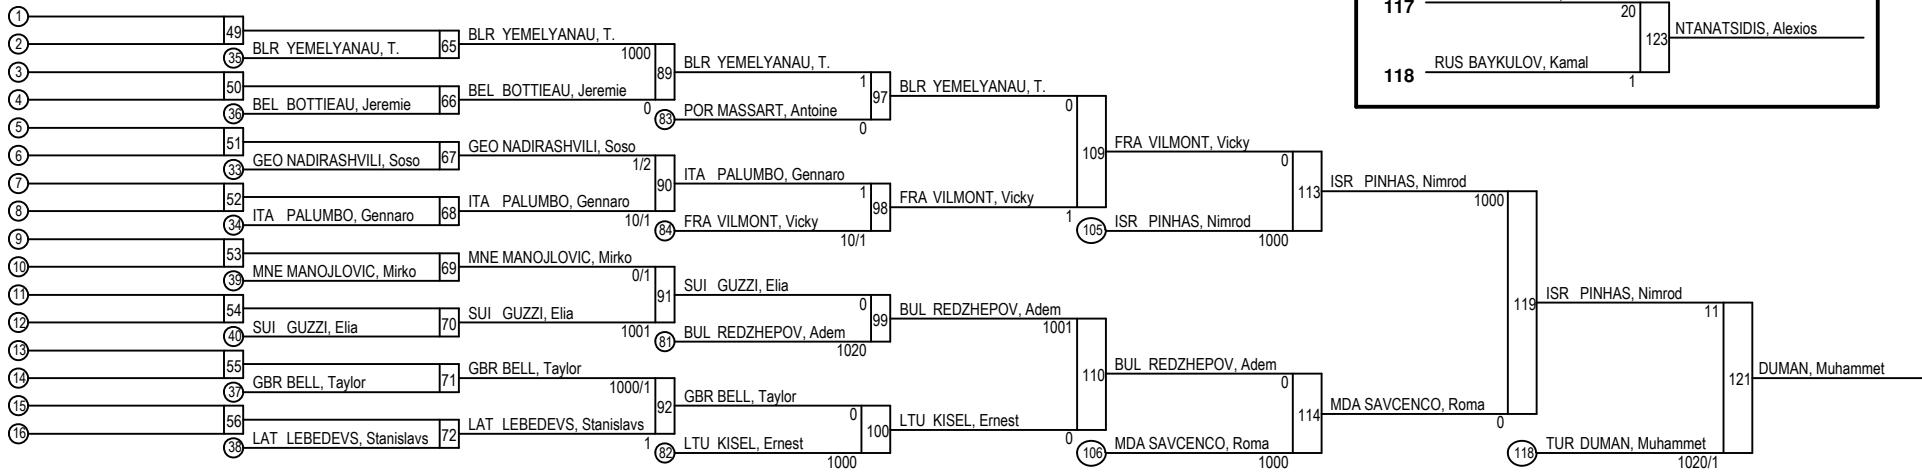 1
2
3
4
5
6
7
8
9
10
11
12
13
14
15
16
49
35 BLR YEMELYANAU, T.
50
36 BEL BOTTIEAU, Jeremie
51
33 GEO NADIRASHVILI, Soso
52
34 ITA PALUMBO, Gennaro
53
39 MNE MANOJLOVIC, Mirko
54
40 SUI GUZZI, Elia
55
37 GBR BELL, Taylor
56
38 LAT LEBEDEVS, Stanislavs
65 BLR YEMELYANAU, T.
1000
66 BEL BOTTIEAU, Jeremie
0
67 GEO NADIRASHVILI, Soso
1/2
68 ITA PALUMBO, Gennaro
10/1
69 MNE MANOJLOVIC, Mirko
0/1
70 SUI GUZZI, Elia
1001
71 GBR BELL, Taylor
1000/1
72 LAT LEBEDEVS, Stanislavs
1
89 BLR YEMELYANAU, T.
1
83 POR MASSART, Antoine
0
90 ITA PALUMBO, Gennaro
1
84 FRA VILMONT, Vicky
10/1
91 SUI GUZZI, Elia
0
81 BUL REDZHEPOV, Adem
1020
92 GBR BELL, Taylor
0
82 LTU KISEL, Ernest
1000
97 BLR YEMELYANAU, T.
0
98 FRA VILMONT, Vicky
1
99 BUL REDZHEPOV, Adem
1001
100 LTU KISEL, Ernest
0
109 FRA VILMONT, Vicky
0
105 ISR PINHAS, Nimrod
1000
110 BUL REDZHEPOV, Adem
0
106 MDA SAVCENCO, Roma
1000
113 ISR PINHAS, Nimrod
1000
114 MDA SAVCENCO, Roma
0
119 ISR PINHAS, Nimrod
11
118 TUR DUMAN, Muhammet
1020/1
121 DUMAN, Muhammet
117
20
123 NTANATSIDIS, Alexios
118 RUS BAYKULOV, Kamal
1